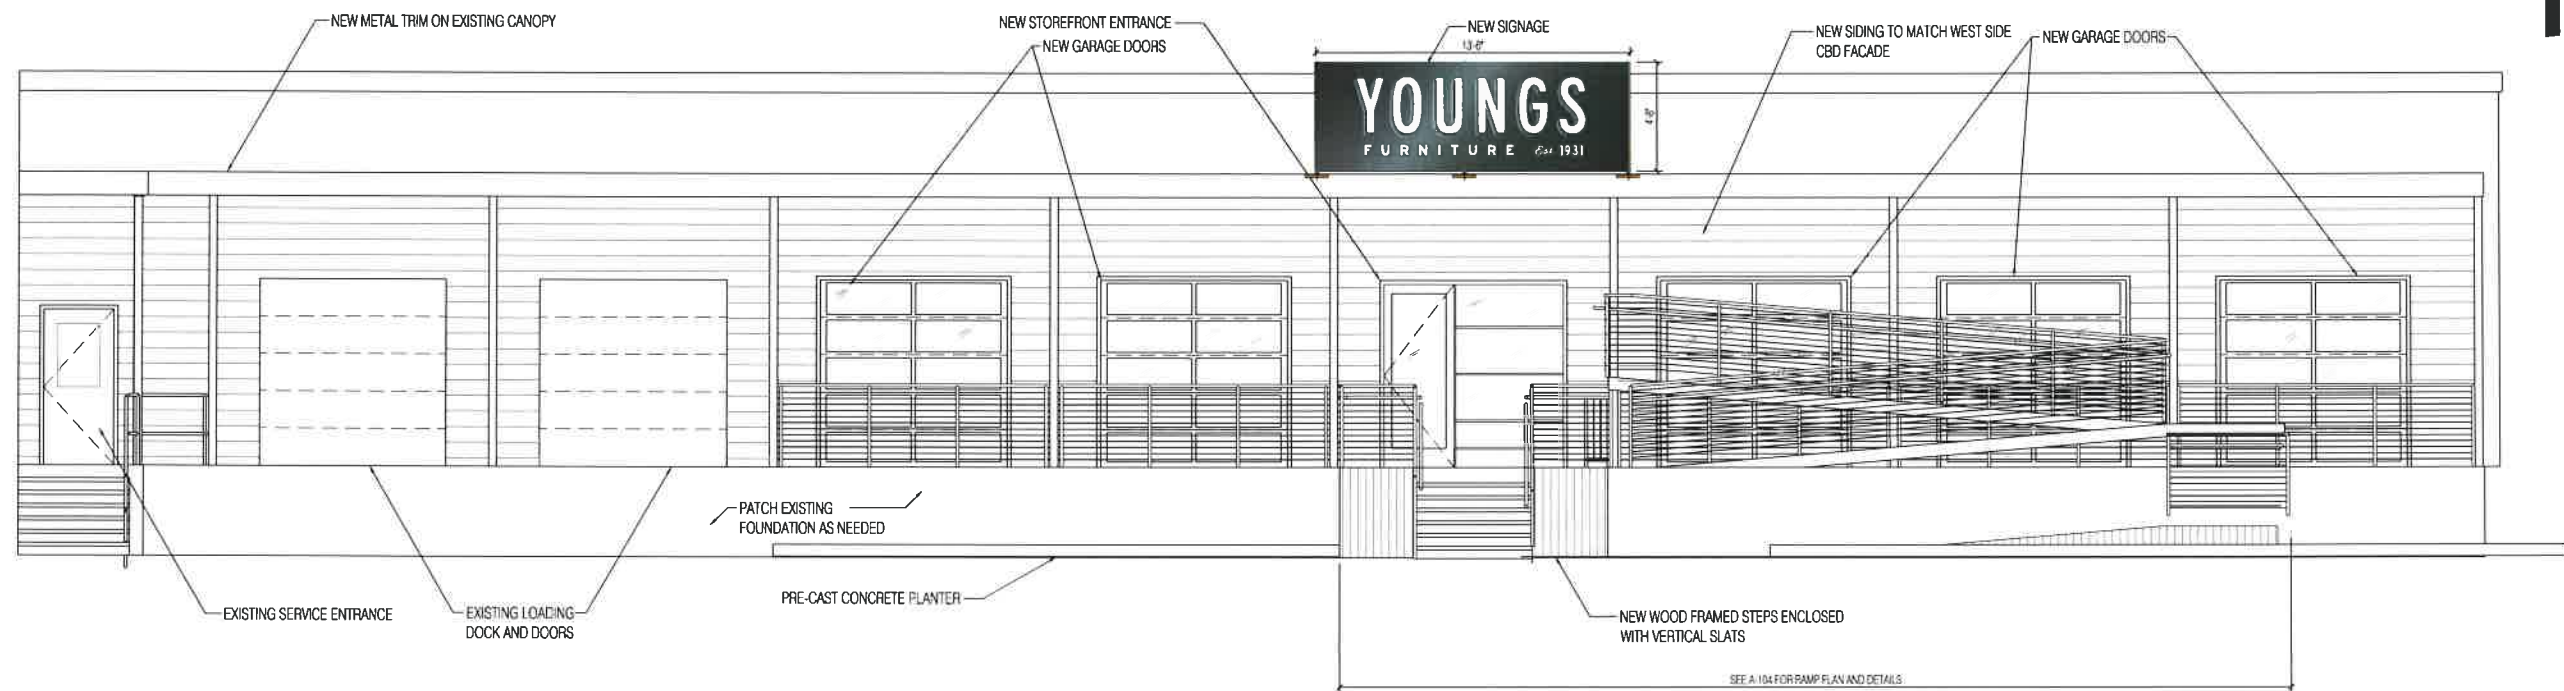 NEW METAL TRIM ON EXISTING CANOPY
NEW STOREFRONT ENTRANCE
NEW GARAGE DOORS
NEW SIGNAGE
NEW SIDING TO MATCH WEST SIDE
CBD FACADE
NEW GARAGE DOORS
YOUNGS
FURNITURE Est 1931
PATCH EXISTING
FOUNDATION AS NEEDED
PRE-CAST CONCRETE PLANTER
EXISTING SERVICE ENTRANCE
EXISTING LOADING
DOCK AND DOORS
NEW WOOD FRAMED STEPS ENCLOSED
WITH VERTICAL SLATS
SEE A-104 FOR RAMP PLAN AND DETAILS